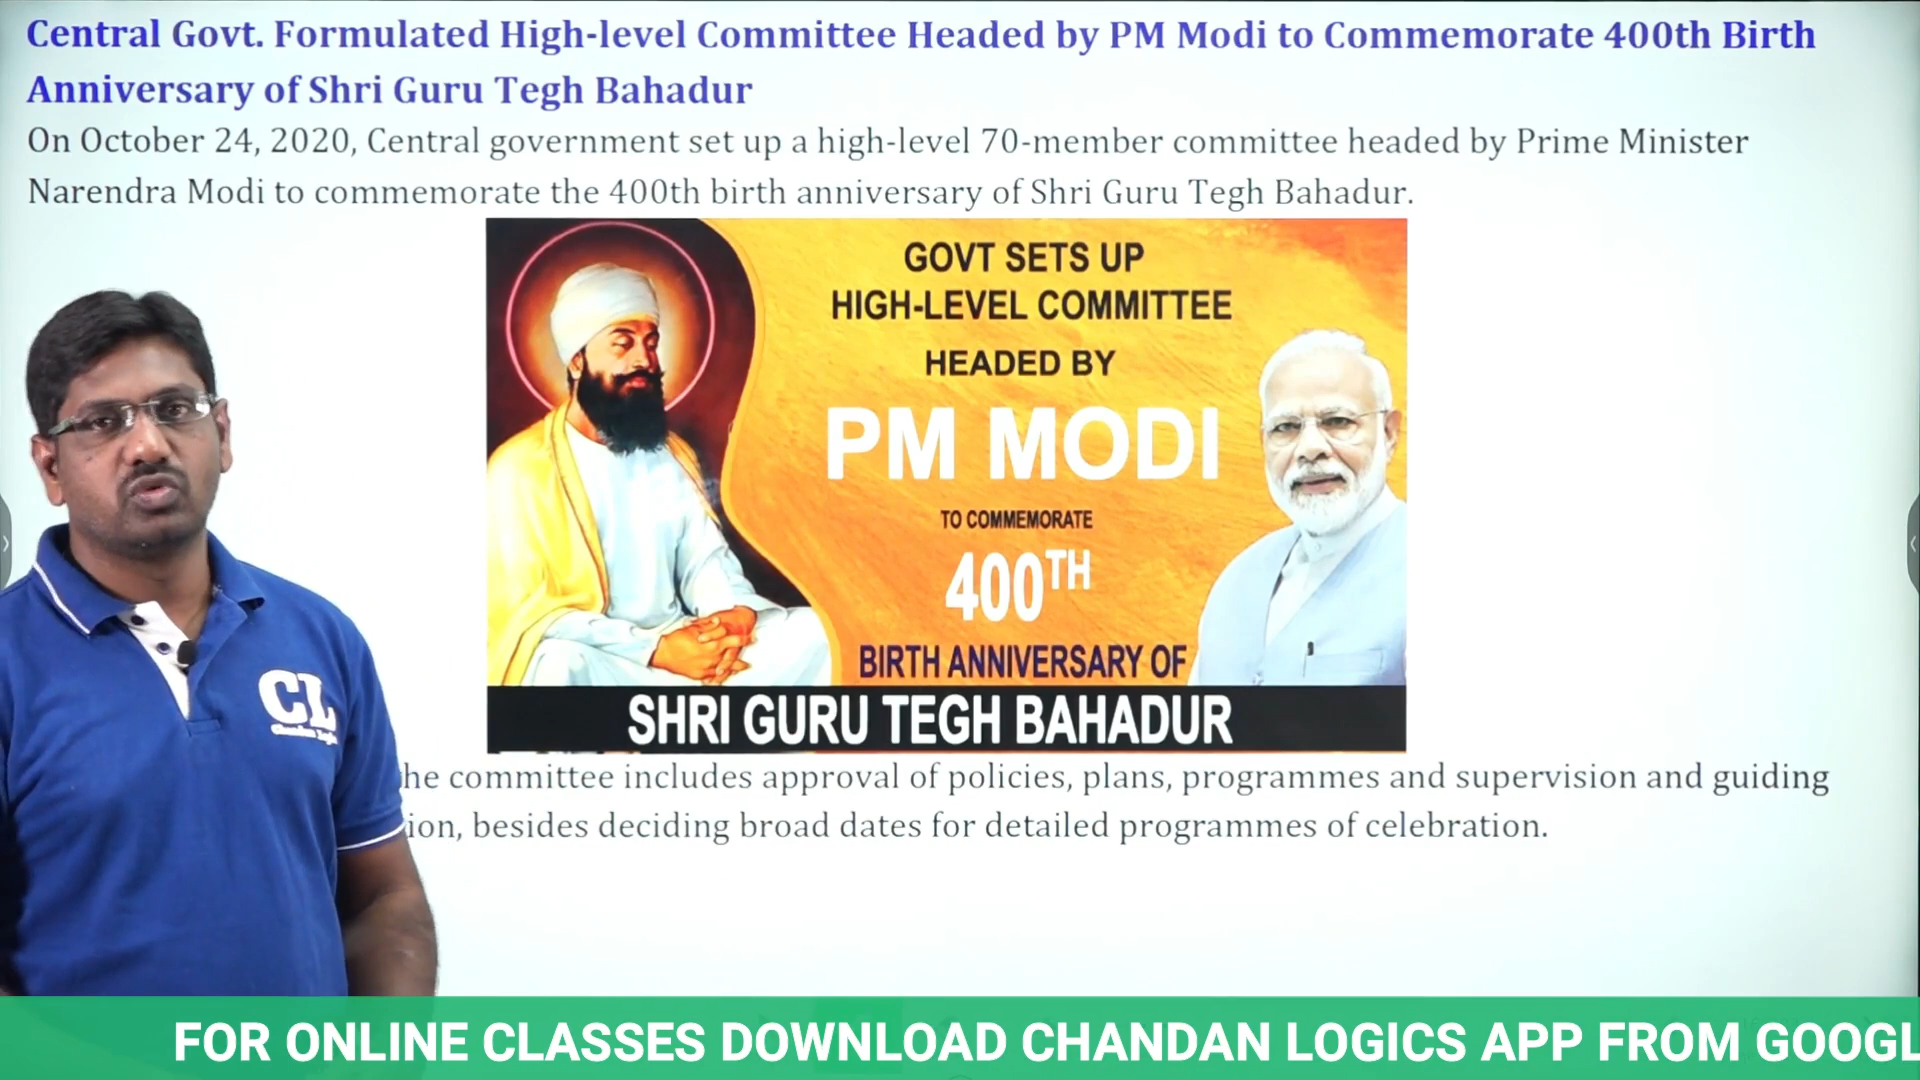 Central Govt. Formulated High-level Committee Headed by PM Modi to Commemorate 400th Birth
Anniversary of Shri Guru Tegh Bahadur
On October 24, 2020, Central government set up a high-level 70-member committee headed by Prime Minister
Narendra Modi to commemorate the 400th birth anniversary of Shri Guru Tegh Bahadur.
GOVT SETS UP
HIGH-LEVEL COMMITTEE
HEADED BY
PM MODI
TO COMMEMORATE
400TH
BIRTH ANNIVERSARY OF
SHRI GURU TEGH BAHADUR
CL
he committee includes approval of policies, plans, programmes and supervision and guiding
ion, besides deciding broad dates for detailed programmes of celebration.
FOR ONLINE CLASSES DOWNLOAD CHANDAN LOGICS APP FROM GOOGL